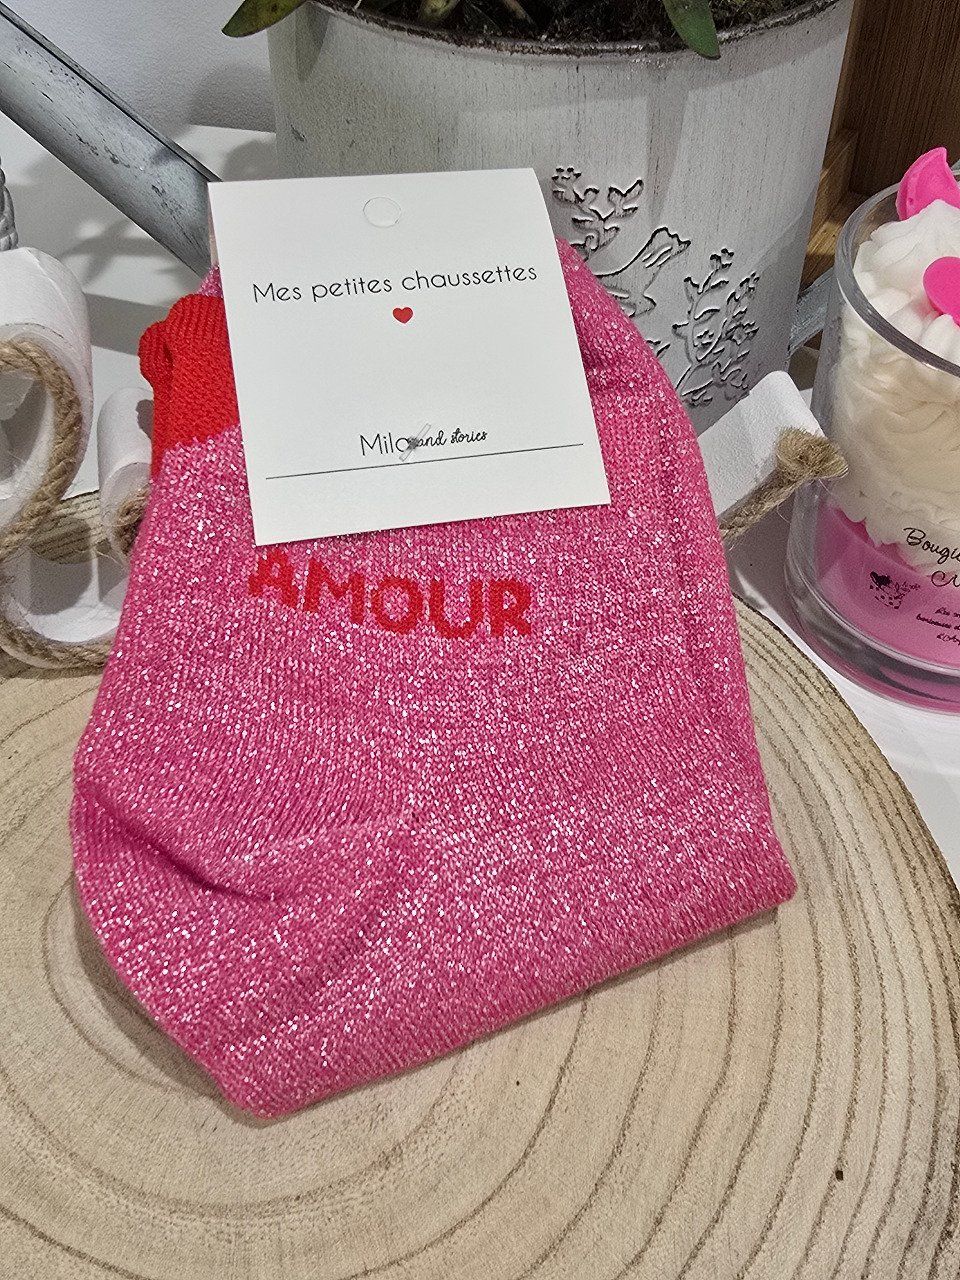 Mes petites chaussettes
Milo and stories
AMOUR